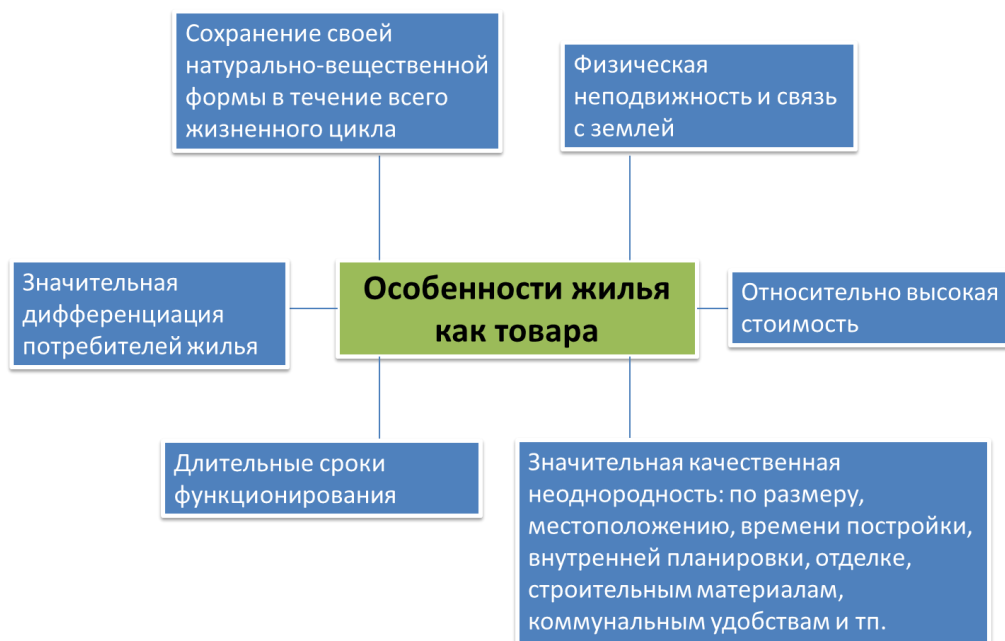 Сохранение своей
натурально-вещественной
формы в течение всего
жизненного цикла
Физическая
неподвижность и связь
с землей
Значительная
дифференциация
потребителей жилья
Особенности жилья
как товара
Относительно высокая
стоимость
Длительные сроки
функционирования
Значительная качественная
неоднородность: по размеру,
местоположению, времени постройки,
внутренней планировки, отделке,
строительным материалам,
коммунальным удобствам и тп.